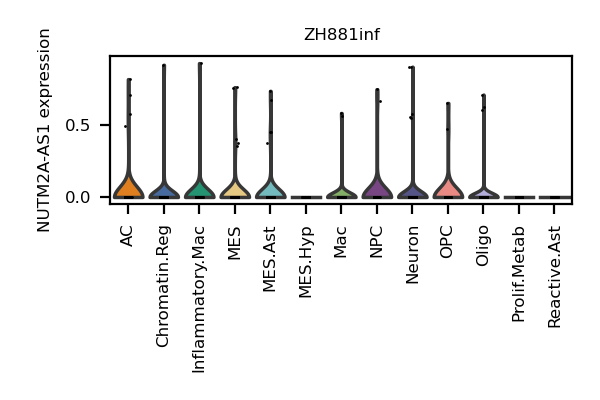 ZH881inf
NUTM2A-AS1 expression
0.5
0.0
AC
Chromatin.Reg
Inflammatory.Mac
MES
MES.Ast
MES.Hyp
Mac
NPC
Neuron
OPC
Oligo
Prolif.Metab
Reactive.Ast